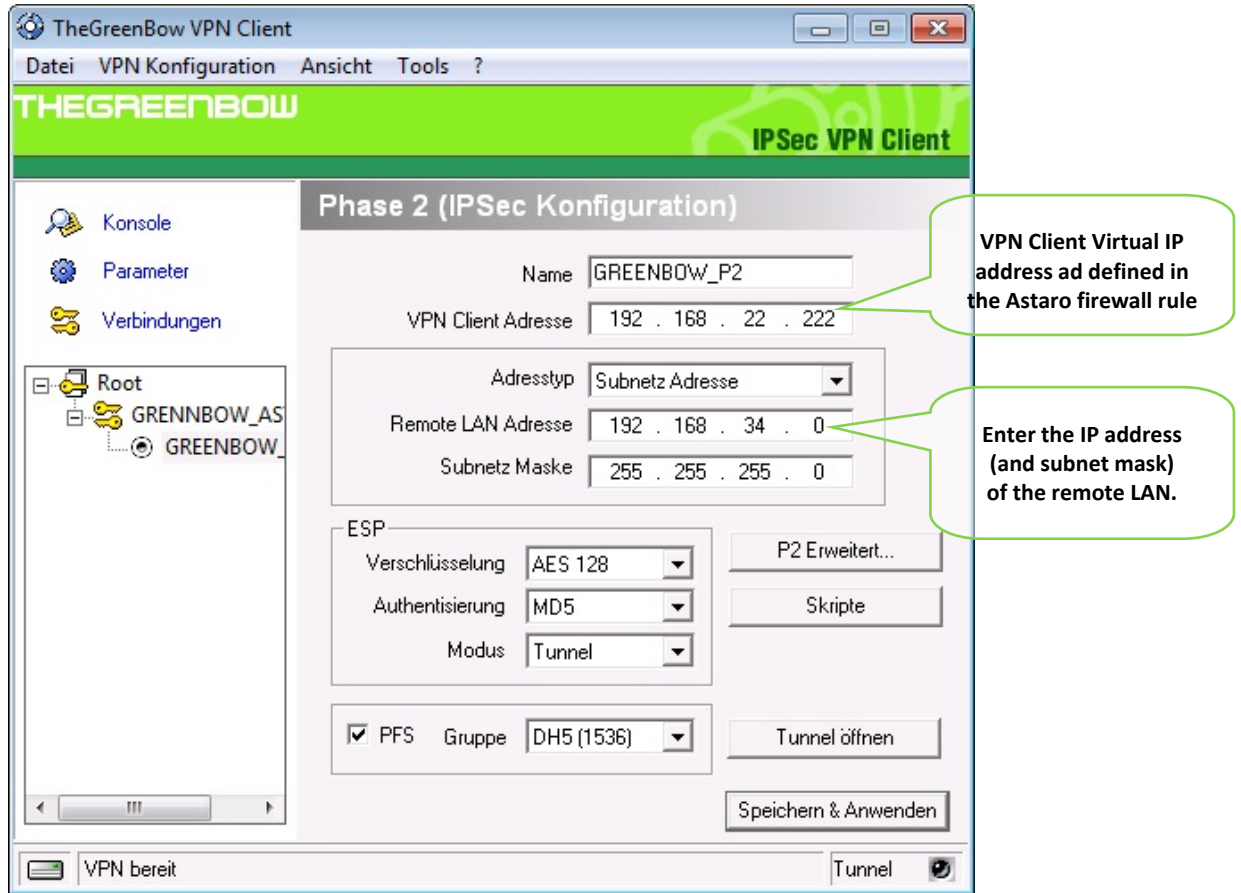 TheGreenBow VPN Client
Datei VPN Konfiguration Ansicht Tools ?
THEGREENBOW
IPSec VPN Client
Konsole
Parameter
Verbindungen
Root
GRENNBOW_AS
GREENBOW_
Phase 2 (IPSec Konfiguration)
Name GREENBOW_P2
VPN Client Adresse 192 . 168 . 22 . 222
Adresstyp Subnetz Adresse
Remote LAN Adresse 192 . 168 . 34 . 0
Subnetz Maske 255 . 255 . 255 . 0
ESP
Verschlüsselung AES 128
Authentisierung MD5
Modus Tunnel
P2 Erweitert...
Skripte
PFS Gruppe DH5 (1536)
Tunnel öffnen
Speichern & Anwenden
VPN bereit
Tunnel
VPN Client Virtual IP
address ad defined in
the Astaro firewall rule
Enter the IP address
(and subnet mask)
of the remote LAN.